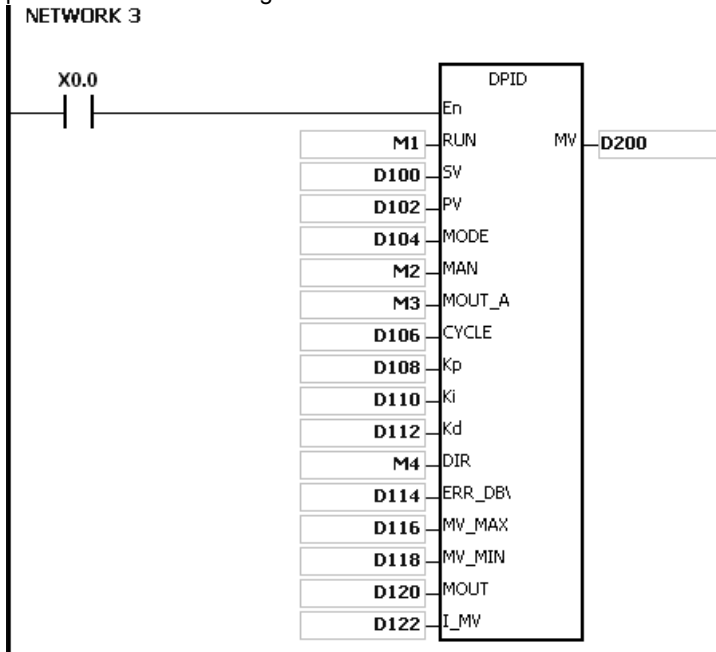 NETWORK 3
X0.0
DPID
En
M1 RUN MV D200
D100 SV
D102 PV
D104 MODE
M2 MAN
M3 MOUT_A
D106 CYCLE
D108 Kp
D110 Ki
D112 Kd
M4 DIR
D114 ERR_DB\
D116 MV_MAX
D118 MV_MIN
D120 MOUT
D122 I_MV